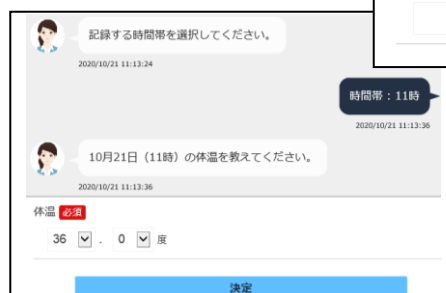 記録する時間帯を選択してください。
2020/10/21 11:13:24
時間帯：11時
2020/10/21 11:13:36
10月21日（11時）の体温を教えてください。
2020/10/21 11:13:36
体温 必須
36 . 0 度
決定